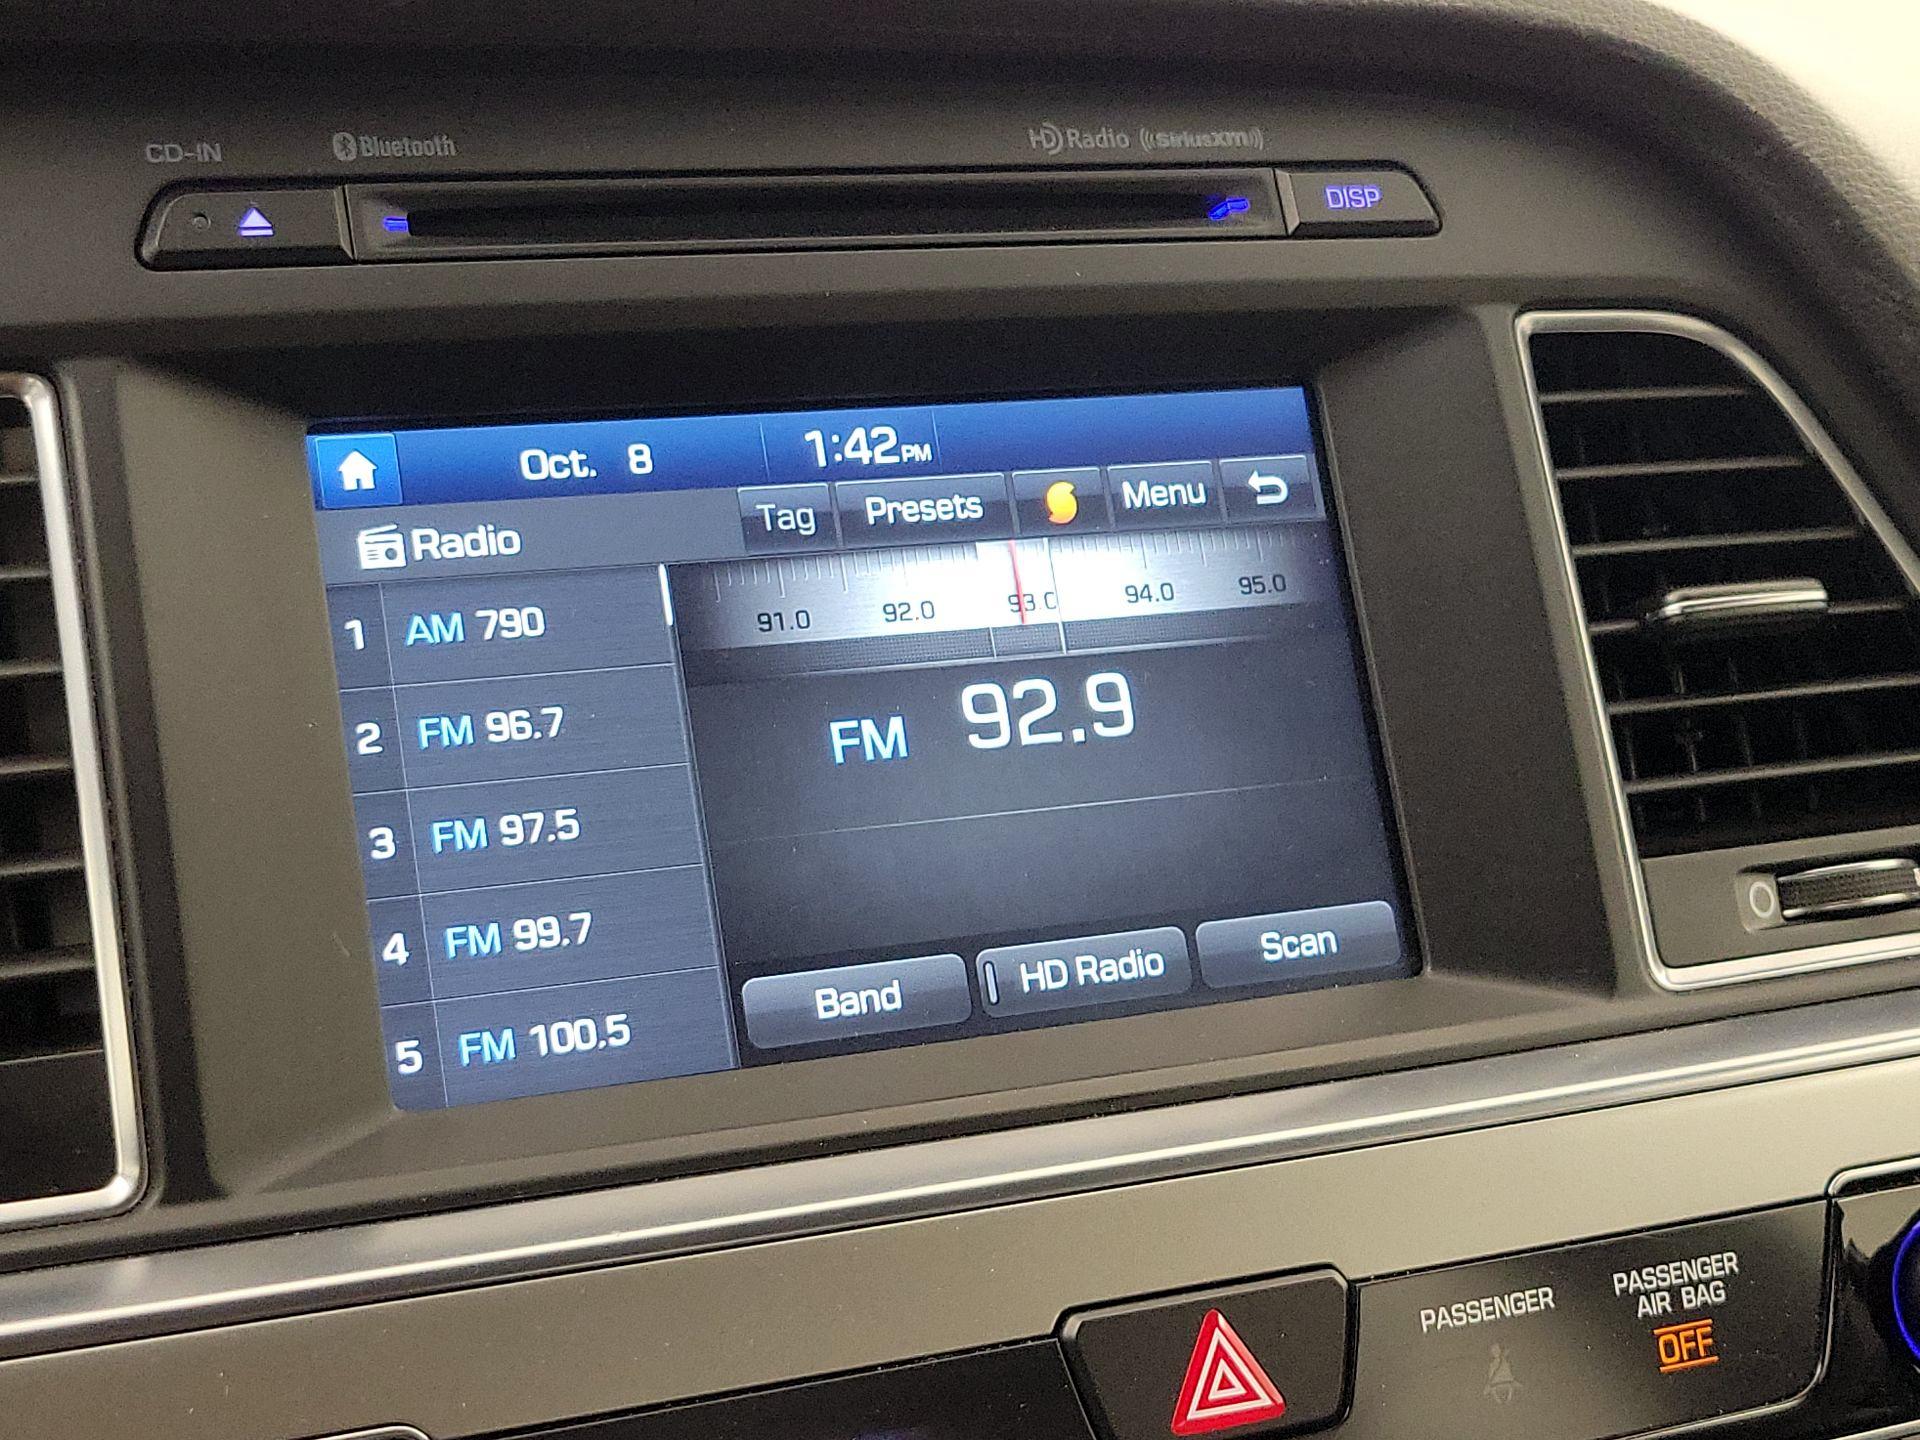 CD-IN Bluetooth HD Radio ((SiriusXM))
DISP
Oct. 8 1:42PM
Radio Tag Presets Menu
91.0 92.0 93.0 94.0 95.0
1 AM 790
2 FM 96.7
3 FM 97.5
4 FM 99.7
5 FM 100.5
FM 92.9
Band HD Radio Scan
PASSENGER
PASSENGER
AIR BAG
OFF